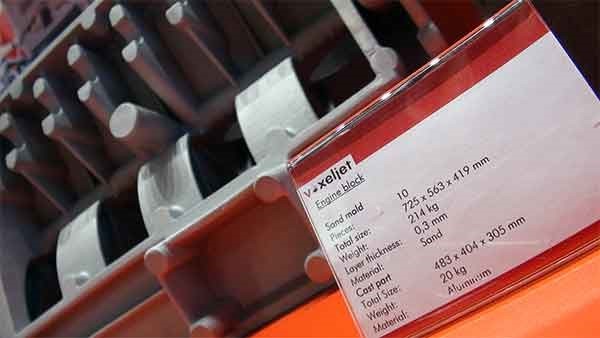 voxeljet
Engine block
Sand mold
Pieces: 10
Total size: 725 x 563 x 419 mm
Weight: 214 kg
Layer thickness: 0,3 mm
Material: Sand
Cast part
Total Size: 483 x 404 x 305 mm
Weight: 20 kg
Material: Aluminium